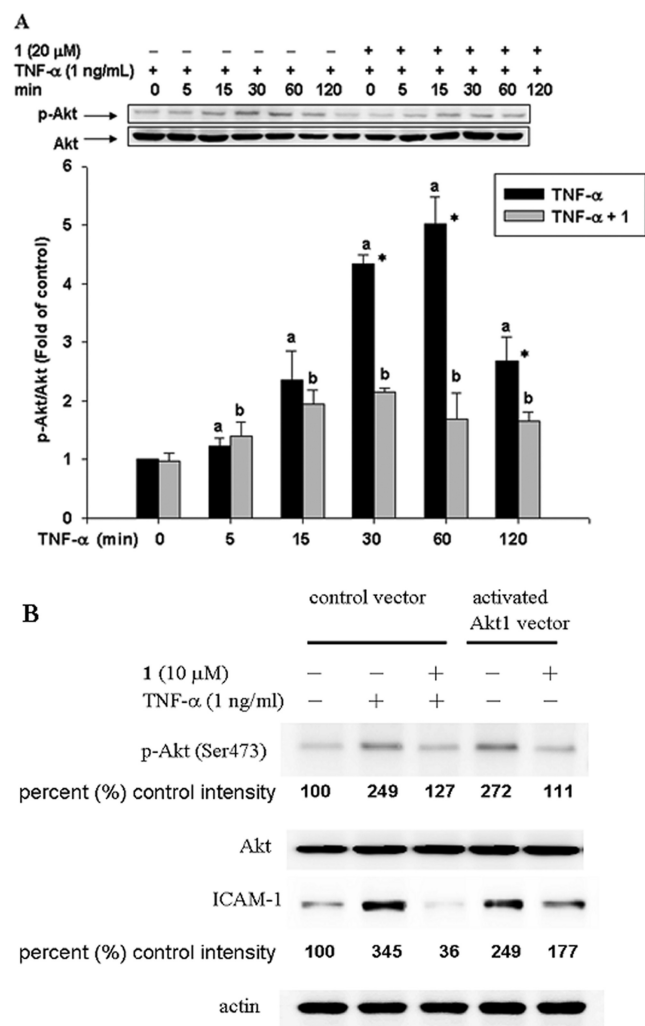 A
1 (20 μM) – – – – – – + + + + + +
TNF-α (1 ng/mL) + + + + + + + + + + + +
min 0 5 15 30 60 120 0 5 15 30 60 120
p-Akt
Akt
p-Akt/Akt (Fold of control)
6
5
4
3
2
1
0
TNF-α
TNF-α + 1
a b
a b
a * b
a * b
a * b
TNF-α (min) 0 5 15 30 60 120
B
control vector activated
Akt1 vector
1 (10 μM) – – + – +
TNF-α (1 ng/ml) – + + – –
p-Akt (Ser473)
percent (%) control intensity 100 249 127 272 111
Akt
ICAM-1
percent (%) control intensity 100 345 36 249 177
actin